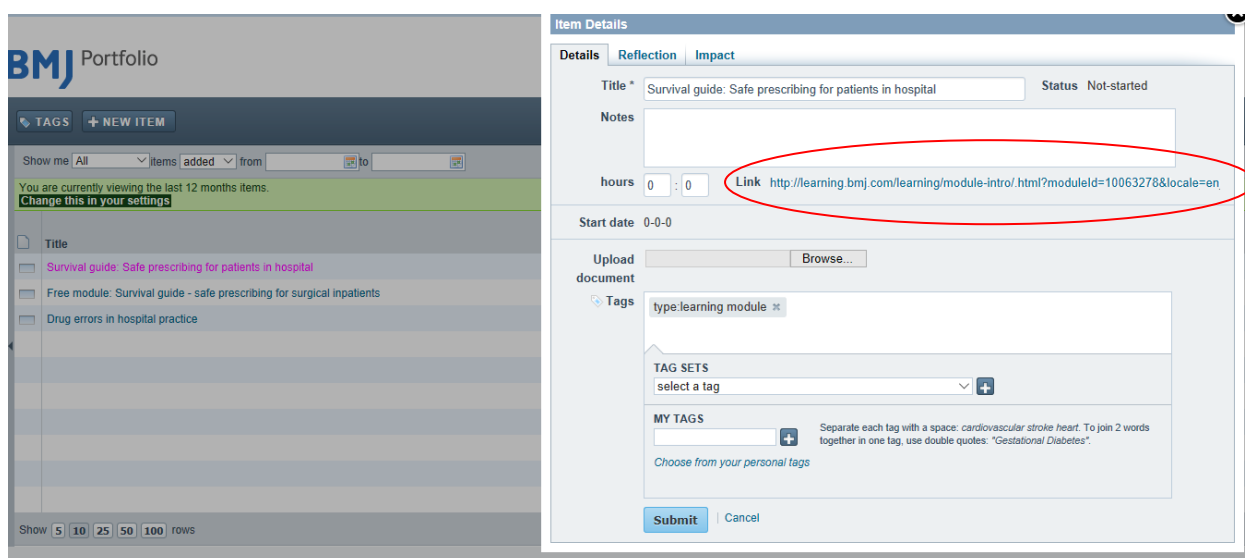 BMJ Portfolio
TAGS + NEW ITEM
Show me All items added from to
You are currently viewing the last 12 months items.
Change this in your settings
Title
Survival guide: Safe prescribing for patients in hospital
Free module: Survival guide - safe prescribing for surgical inpatients
Drug errors in hospital practice
Show 5 10 25 50 100 rows
Item Details
Details Reflection Impact
Title * Survival guide: Safe prescribing for patients in hospital Status Not-started
Notes
hours 0 : 0 Link http://learning.bmj.com/learning/module-intro/.html?moduleId=10063278&locale=en_
Start date 0-0-0
Upload Browse...
document
Tags type:learning module ×
TAG SETS
select a tag +
MY TAGS
+ Separate each tag with a space: cardiovascular stroke heart. To join 2 words
together in one tag, use double quotes: "Gestational Diabetes".
Choose from your personal tags
Submit | Cancel